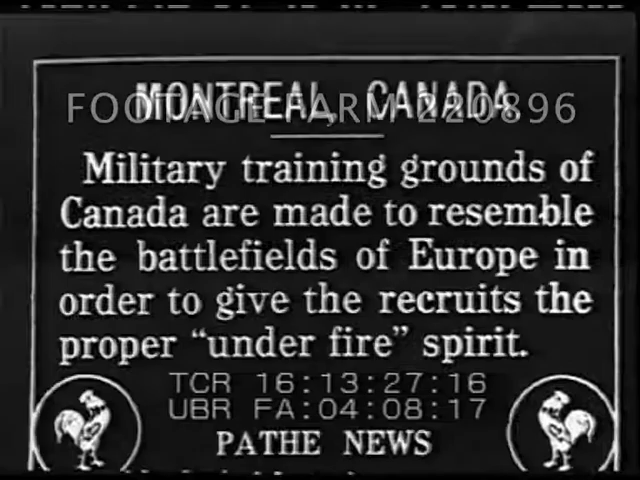 MONTREAL, CANADA.
FOOTAGE FARM 220896
Military training grounds of
Canada are made to resemble
the battlefields of Europe in
order to give the recruits the
proper “under fire” spirit.
TCR 16:13:27:16
UBR FA:04:08:17
PATHE NEWS